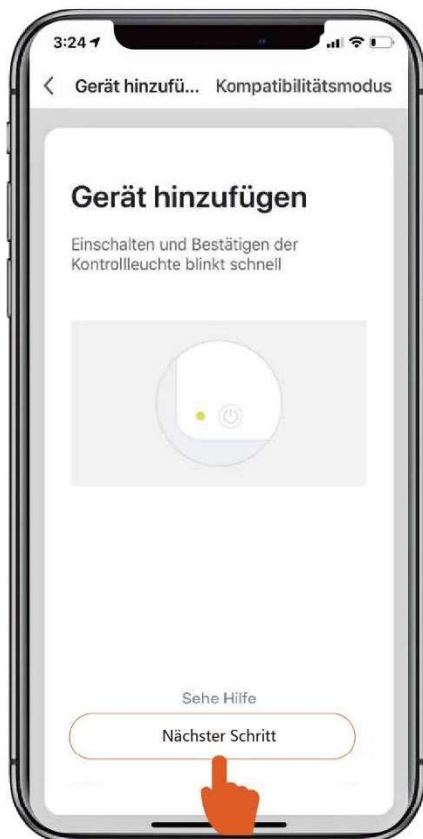 3:24
Gerät hinzufü... Kompatibilitätsmodus
Gerät hinzufügen
Einschalten und Bestätigen der
Kontrollleuchte blinkt schnell
Sehe Hilfe
Nächster Schritt